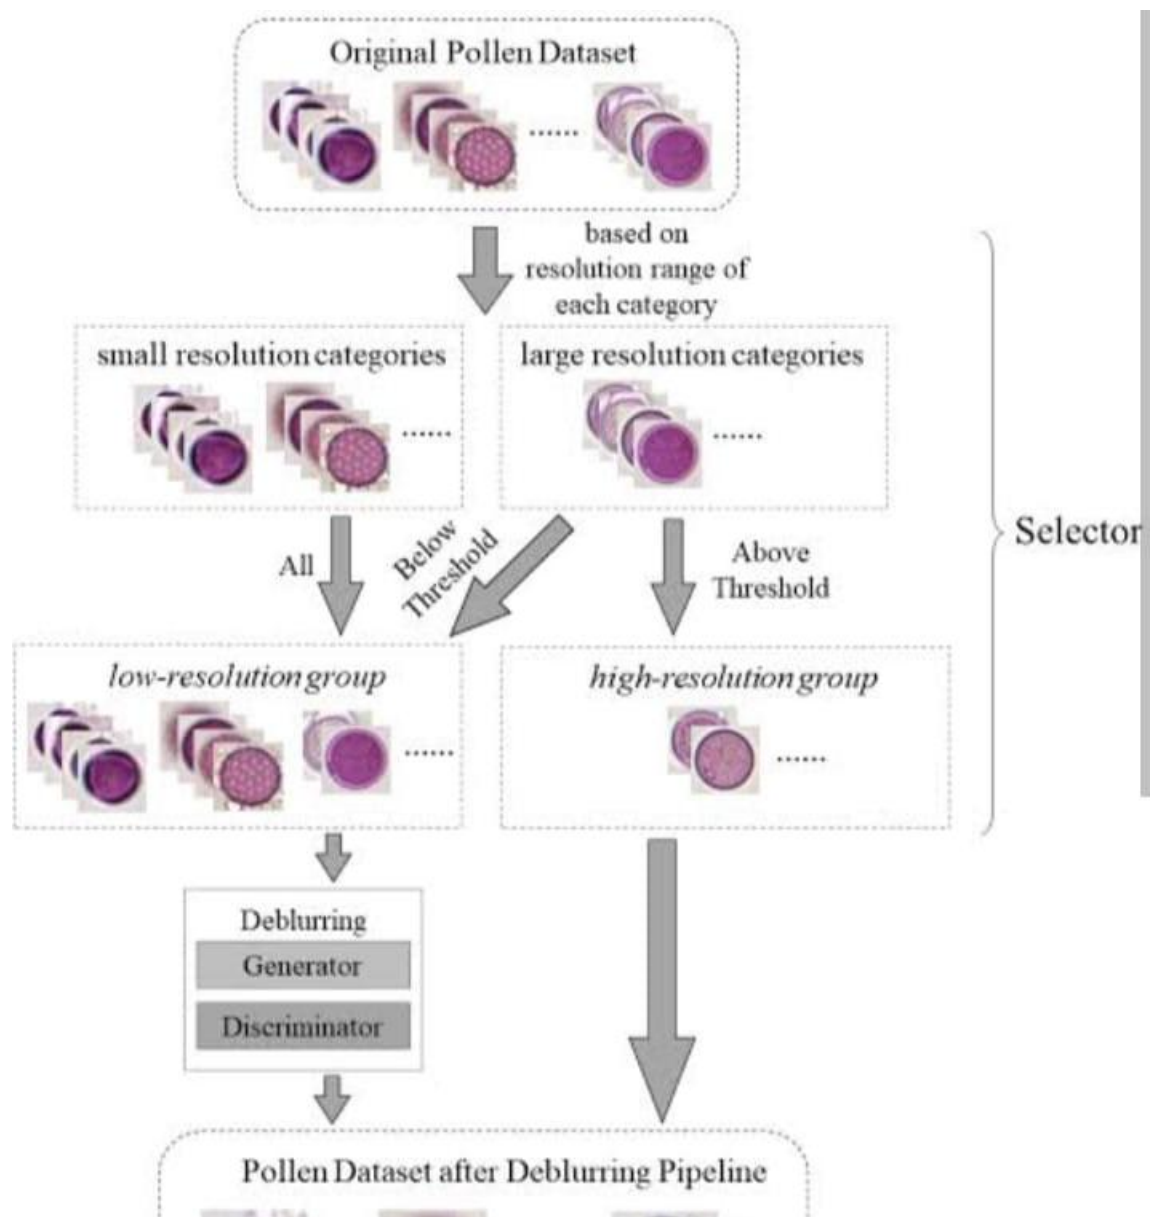 Original Pollen Dataset
......
based on
resolution range of
each category
small resolution categories
......
large resolution categories
......
All
Below
Threshold
Above
Threshold
Selector
low-resolution group
......
high-resolution group
......
Deblurring
Generator
Discriminator
Pollen Dataset after Deblurring Pipeline